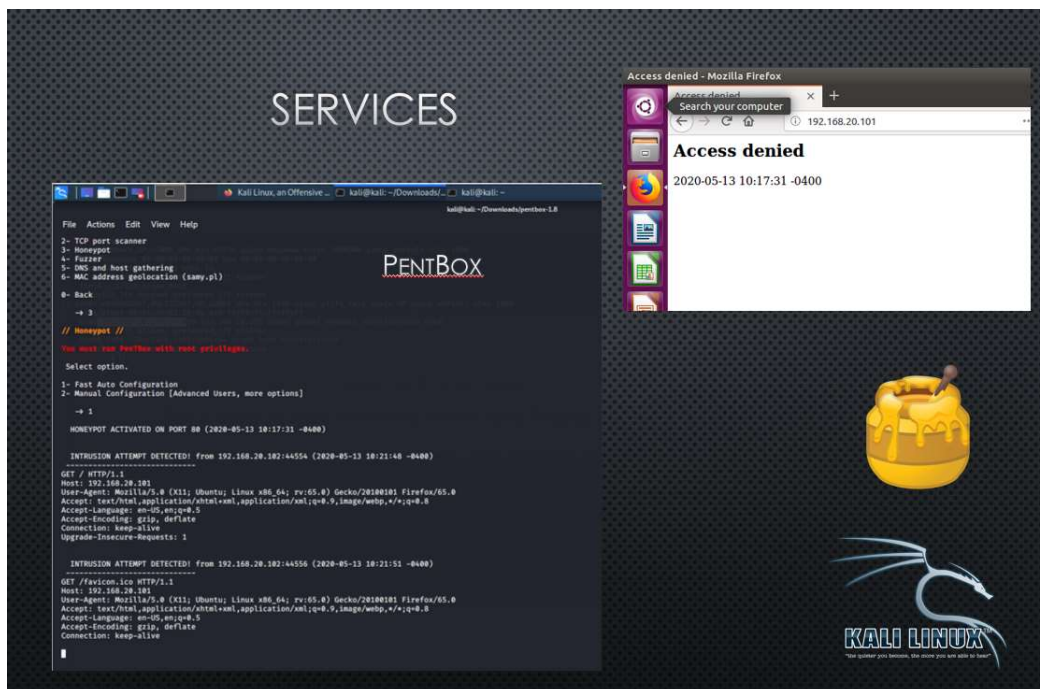 SERVICES
PENTBOX
Kali Linux, an Offensive ...
kali@kali: ~/Downloads/...
kali@kali: ~
kali@kali: ~/Downloads/pentbox-1.8
File Actions Edit View Help
2- TCP port scanner
3- Honeypot
4- Fuzzer
5- DNS and host gathering
6- MAC address geolocation (samy.pl)
0- Back
→ 3
// Honeypot //
You must run PenTBox with root privileges.
Select option.
1- Fast Auto Configuration
2- Manual Configuration [Advanced Users, more options]
→ 1
HONEYPOT ACTIVATED ON PORT 80 (2020-05-13 10:17:31 -0400)
INTRUSION ATTEMPT DETECTED! from 192.168.20.102:44554 (2020-05-13 10:21:46 -0400)
-----------------------------
GET / HTTP/1.1
Host: 192.168.20.101
User-Agent: Mozilla/5.0 (X11; Ubuntu; Linux x86_64; rv:65.0) Gecko/20100101 Firefox/65.0
Accept: text/html,application/xhtml+xml,application/xml;q=0.9,image/webp,*/*;q=0.8
Accept-Language: en-US,en;q=0.5
Accept-Encoding: gzip, deflate
Connection: keep-alive
Upgrade-Insecure-Requests: 1
INTRUSION ATTEMPT DETECTED! from 192.168.20.102:44556 (2020-05-13 10:21:51 -0400)
-----------------------------
GET /favicon.ico HTTP/1.1
Host: 192.168.20.101
User-Agent: Mozilla/5.0 (X11; Ubuntu; Linux x86_64; rv:65.0) Gecko/20100101 Firefox/65.0
Accept: text/html,application/xhtml+xml,application/xml;q=0.9,image/webp,*/*;q=0.8
Accept-Language: en-US,en;q=0.5
Accept-Encoding: gzip, deflate
Connection: keep-alive
Access denied - Mozilla Firefox
Search your computer
192.168.20.101
Access denied
2020-05-13 10:17:31 -0400
KALI LINUX™
"the quieter you become, the more you are able to hear"